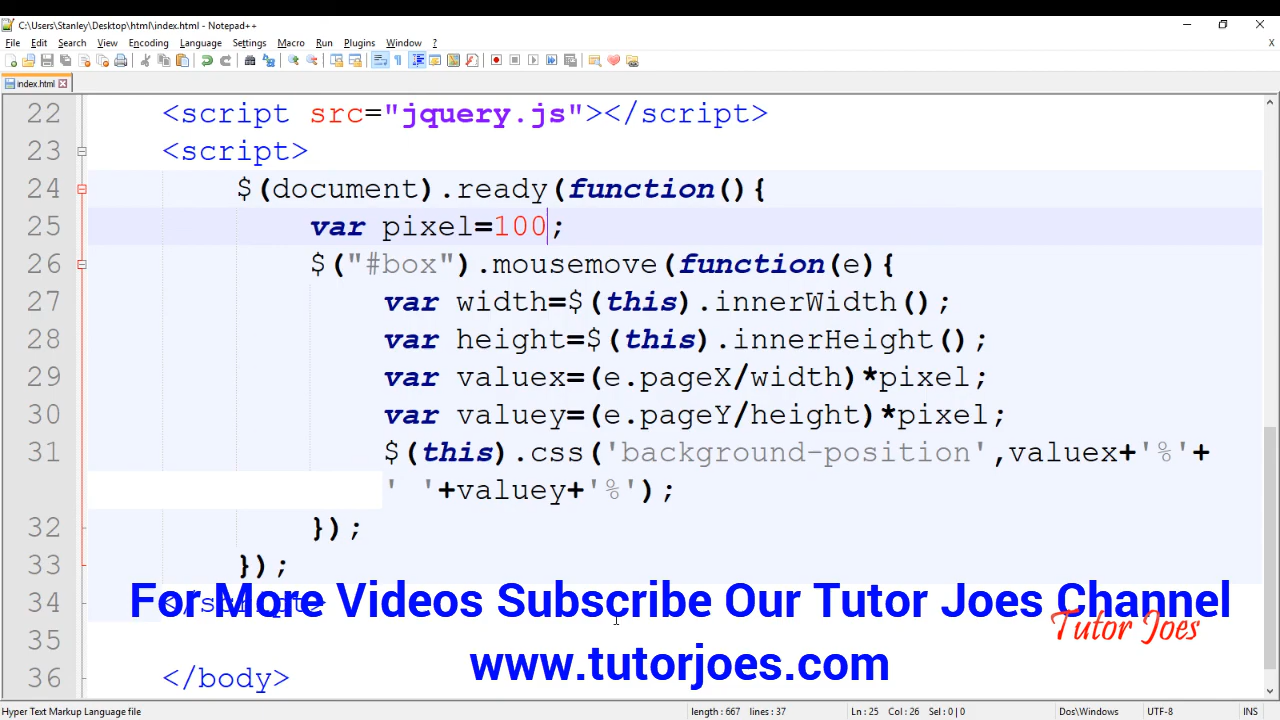 C:\Users\Stanley\Desktop\html\index.html - Notepad++
File Edit Search View Encoding Language Settings Macro Run Plugins Window ? X
index.html
22 <script src="jquery.js"></script>
23 <script>
24 $(document).ready(function(){
25 var pixel=100;
26 $("#box").mousemove(function(e){
27 var width=$(this).innerWidth();
28 var height=$(this).innerHeight();
29 var valuex=(e.pageX/width)*pixel;
30 var valuey=(e.pageY/height)*pixel;
31 $(this).css('background-position',valuex+'%'+
' '+valuey+'%');
32 });
33 });
34 </script>
For More Videos Subscribe Our Tutor Joes Channel
Tutor Joes
35
www.tutorjoes.com
36 </body>
Hyper Text Markup Language file length : 667 lines : 37 Ln : 25 Col : 26 Sel : 0 | 0 Dos\Windows UTF-8 INS